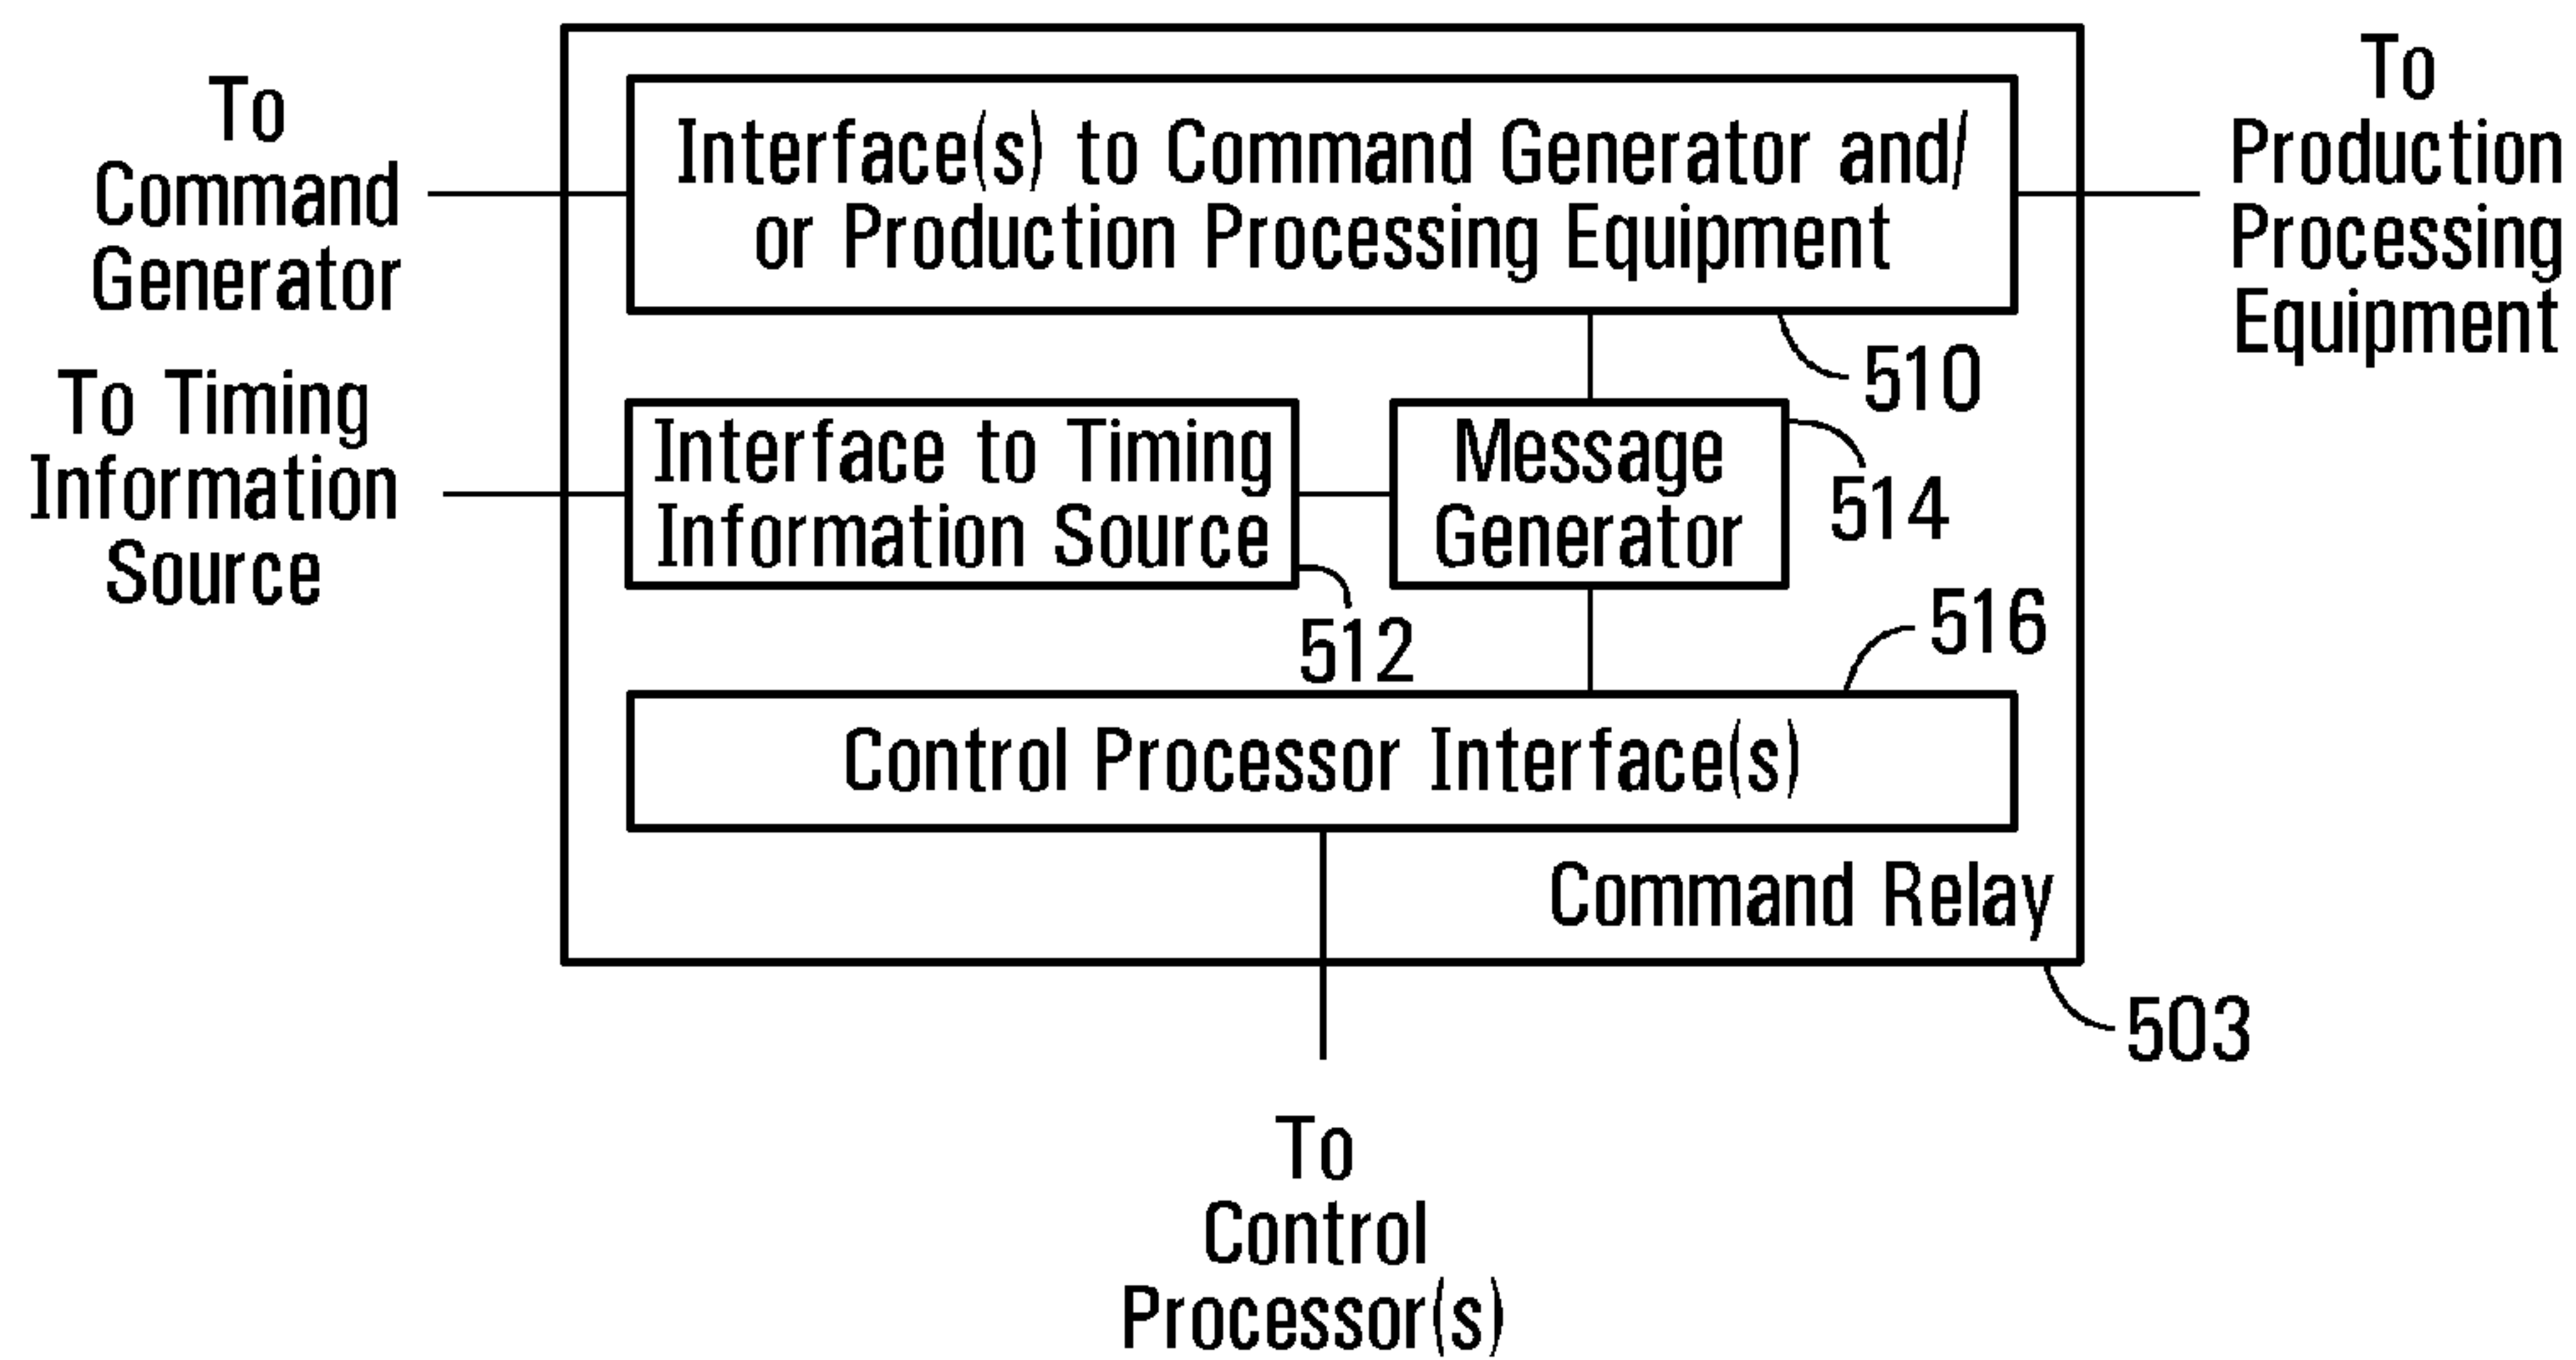 To
Command
Generator
Interface(s) to Command Generator and/
or Production Processing Equipment
To
Production
Processing
Equipment
510
To Timing
Information
Source
Interface to Timing
Information Source
512
Message
Generator
514
516
Control Processor Interface(s)
Command Relay
503
To
Control
Processor(s)